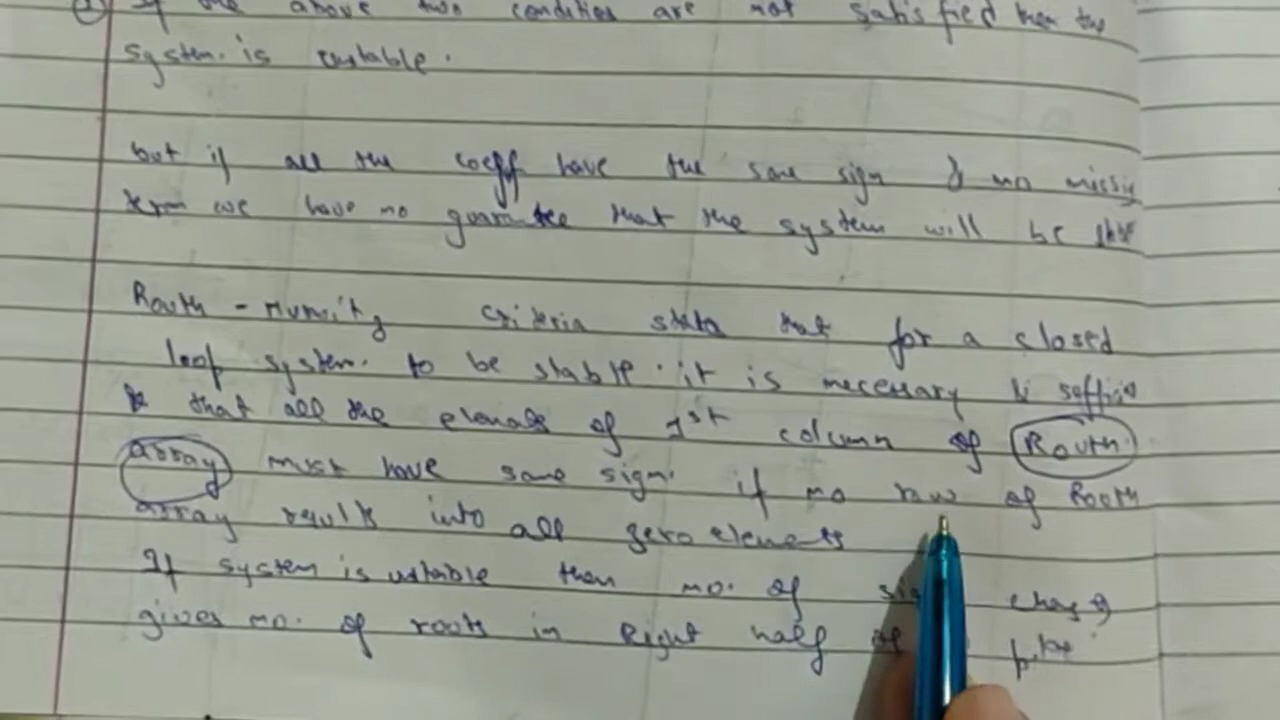 If the above two condition are not satisfied then the
system is unstable.
but if all the coeff have the same sign & no missing
term we have no guarantee that the system will be
Routh - Hurwitz criteria stats that for a closed
loop system to be stable it is necessary &
that all the elements of 1st column of Routh
array must have same sign. if no row of Routh
array results into all zero elements
If system is unstable then no. of
gives no. of roots in Right half of